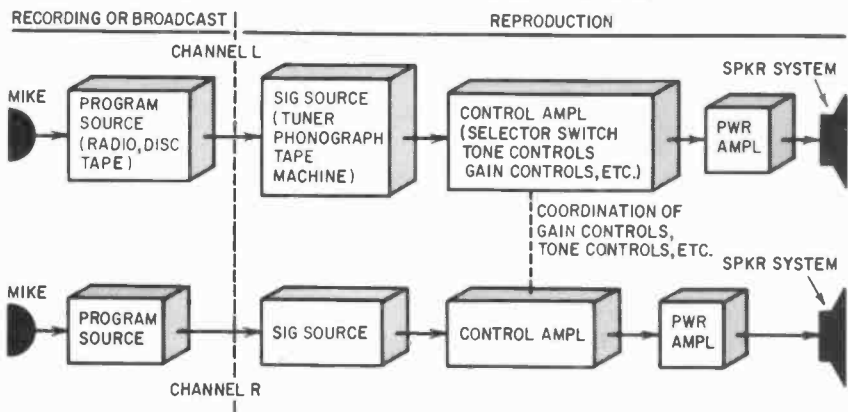 RECORDING OR BROADCAST
REPRODUCTION
CHANNEL L
SPKR SYSTEM
MIKE
PROGRAM
SOURCE
(RADIO, DISC
TAPE)
SIG SOURCE
(TUNER
PHONOGRAPH
TAPE
MACHINE)
CONTROL AMPL
(SELECTOR SWITCH
TONE CONTROLS
GAIN CONTROLS, ETC.)
PWR
AMPL
COORDINATION OF
GAIN CONTROLS,
TONE CONTROLS, ETC.
SPKR SYSTEM
MIKE
PROGRAM
SOURCE
SIG SOURCE
CONTROL AMPL
PWR
AMPL
CHANNEL R